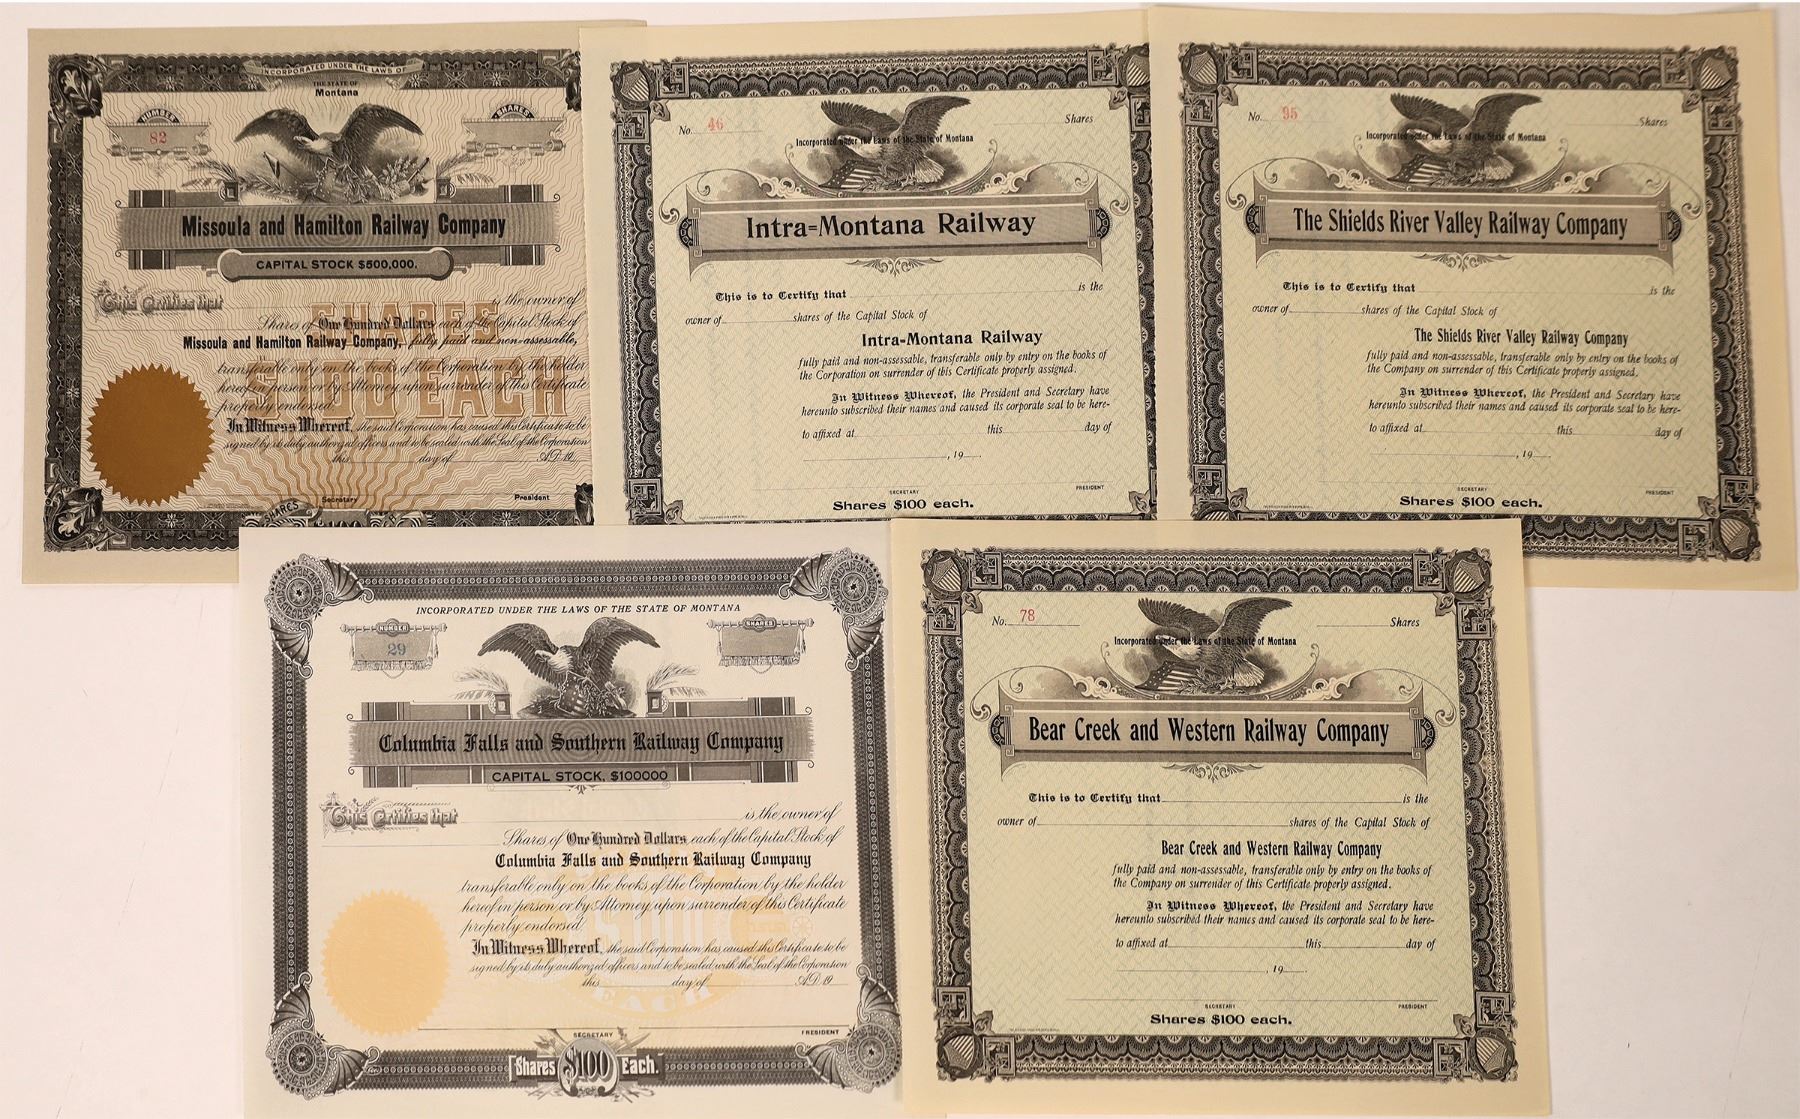 INCORPORATED UNDER THE LAWS OF
THE STATE OF
Montana
NUMBER
82
SHARES
Missoula and Hamilton Railway Company
CAPITAL STOCK $500,000.
This Certifies that is the owner of
Shares of One Hundred Dollars each of the Capital Stock of
Missoula and Hamilton Railway Company, fully paid and non-assessable,
transferable only on the books of the Corporation by the holder
hereof in person or by Attorney upon surrender of this Certificate
properly endorsed.
In Witness Whereof, the said Corporation has caused this Certificate to be
signed by its duly authorized officers and to be sealed with the Seal of the Corporation
this day of A.D. 19
SHARES
$100 EACH
Secretary President
SHARES
$100
No. 46 Shares
Incorporated under the Laws of the State of Montana
Intra-Montana Railway
This is to Certify that is the
owner of shares of the Capital Stock of
Intra-Montana Railway
fully paid and non-assessable, transferable only by entry on the books of
the Corporation on surrender of this Certificate properly assigned.
In Witness Whereof, the President and Secretary have
hereunto subscribed their names and caused its corporate seal to be here-
to affixed at this day of
, 19
SECRETARY PRESIDENT
Shares $100 each.
No. 95 Shares
Incorporated under the Laws of the State of Montana
The Shields River Valley Railway Company
This is to Certify that is the
owner of shares of the Capital Stock of
The Shields River Valley Railway Company
fully paid and non-assessable, transferable only by entry on the books of
the Company on surrender of this Certificate properly assigned.
In Witness Whereof, the President and Secretary have
hereunto subscribed their names and caused its corporate seal to be here-
to affixed at this day of
, 19
SECRETARY PRESIDENT
Shares $100 each.
INCORPORATED UNDER THE LAWS OF THE STATE OF MONTANA
NUMBER
29
SHARES
Columbia Falls and Southern Railway Company
CAPITAL STOCK, $100000
This Certifies that is the owner of
Shares of One Hundred Dollars each of the Capital Stock of
Columbia Falls and Southern Railway Company
transferable only on the books of the Corporation by the holder
hereof in person or by Attorney upon surrender of this Certificate
properly endorsed.
In Witness Whereof, the said Corporation has caused this Certificate to be
signed by its duly authorized officers and to be sealed with the Seal of the Corporation
this day of A.D. 19
$100
EACH
SECRETARY PRESIDENT
Shares $100 Each.
No. 78 Shares
Incorporated under the Laws of the State of Montana
Bear Creek and Western Railway Company
This is to Certify that is the
owner of shares of the Capital Stock of
Bear Creek and Western Railway Company
fully paid and non-assessable, transferable only by entry on the books of
the Company on surrender of this Certificate properly assigned.
In Witness Whereof, the President and Secretary have
hereunto subscribed their names and caused its corporate seal to be here-
to affixed at this day of
, 19
SECRETARY PRESIDENT
Shares $100 each.